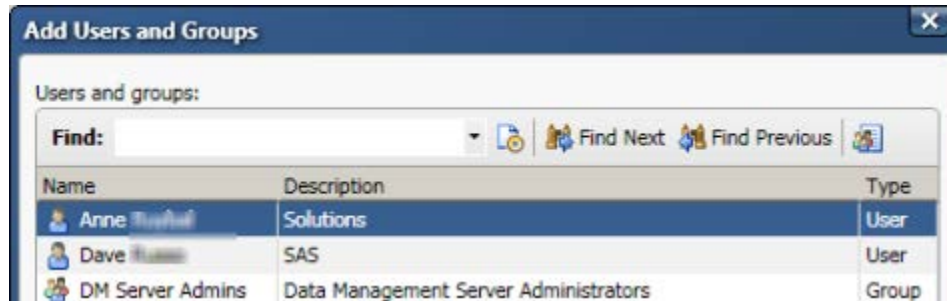 Add Users and Groups
Users and groups:
Find: Find Next Find Previous
Name Description Type
Anne Solutions User
Dave SAS User
DM Server Admins Data Management Server Administrators Group